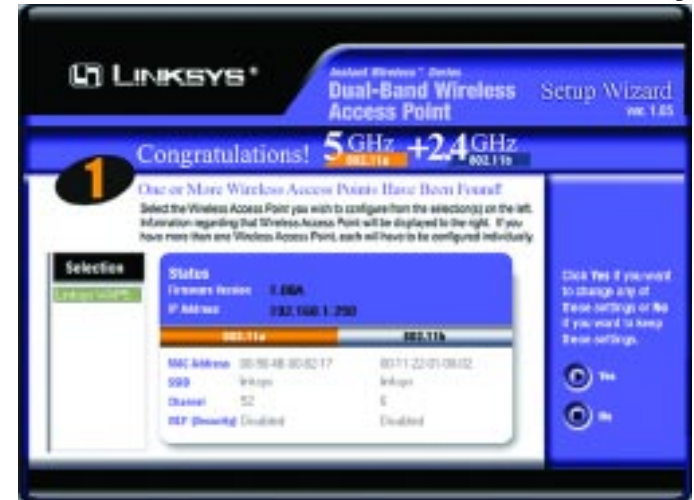 LINKSYS®
Instant Wireless™ Series
Dual-Band Wireless
Access Point
Setup Wizard
ver. 1.05
1
Congratulations!
5 GHz 802.11a + 2.4 GHz 802.11b
One or More Wireless Access Points Have Been Found!
Select the Wireless Access Point you wish to configure from the selection(s) on the left.
Information regarding that Wireless Access Point will be displayed to the right. If you
have more than one Wireless Access Point, each will have to be configured individually.
Selection
Status
Firmware Version
IP Address 192.168.1.250
802.11a 802.11b
MAC Address
SSID linksys linksys
Channel 52 6
WEP (Security) Disabled Disabled
Click Yes if you want
to change any of
these settings or No
if you want to keep
these settings.
Yes
No